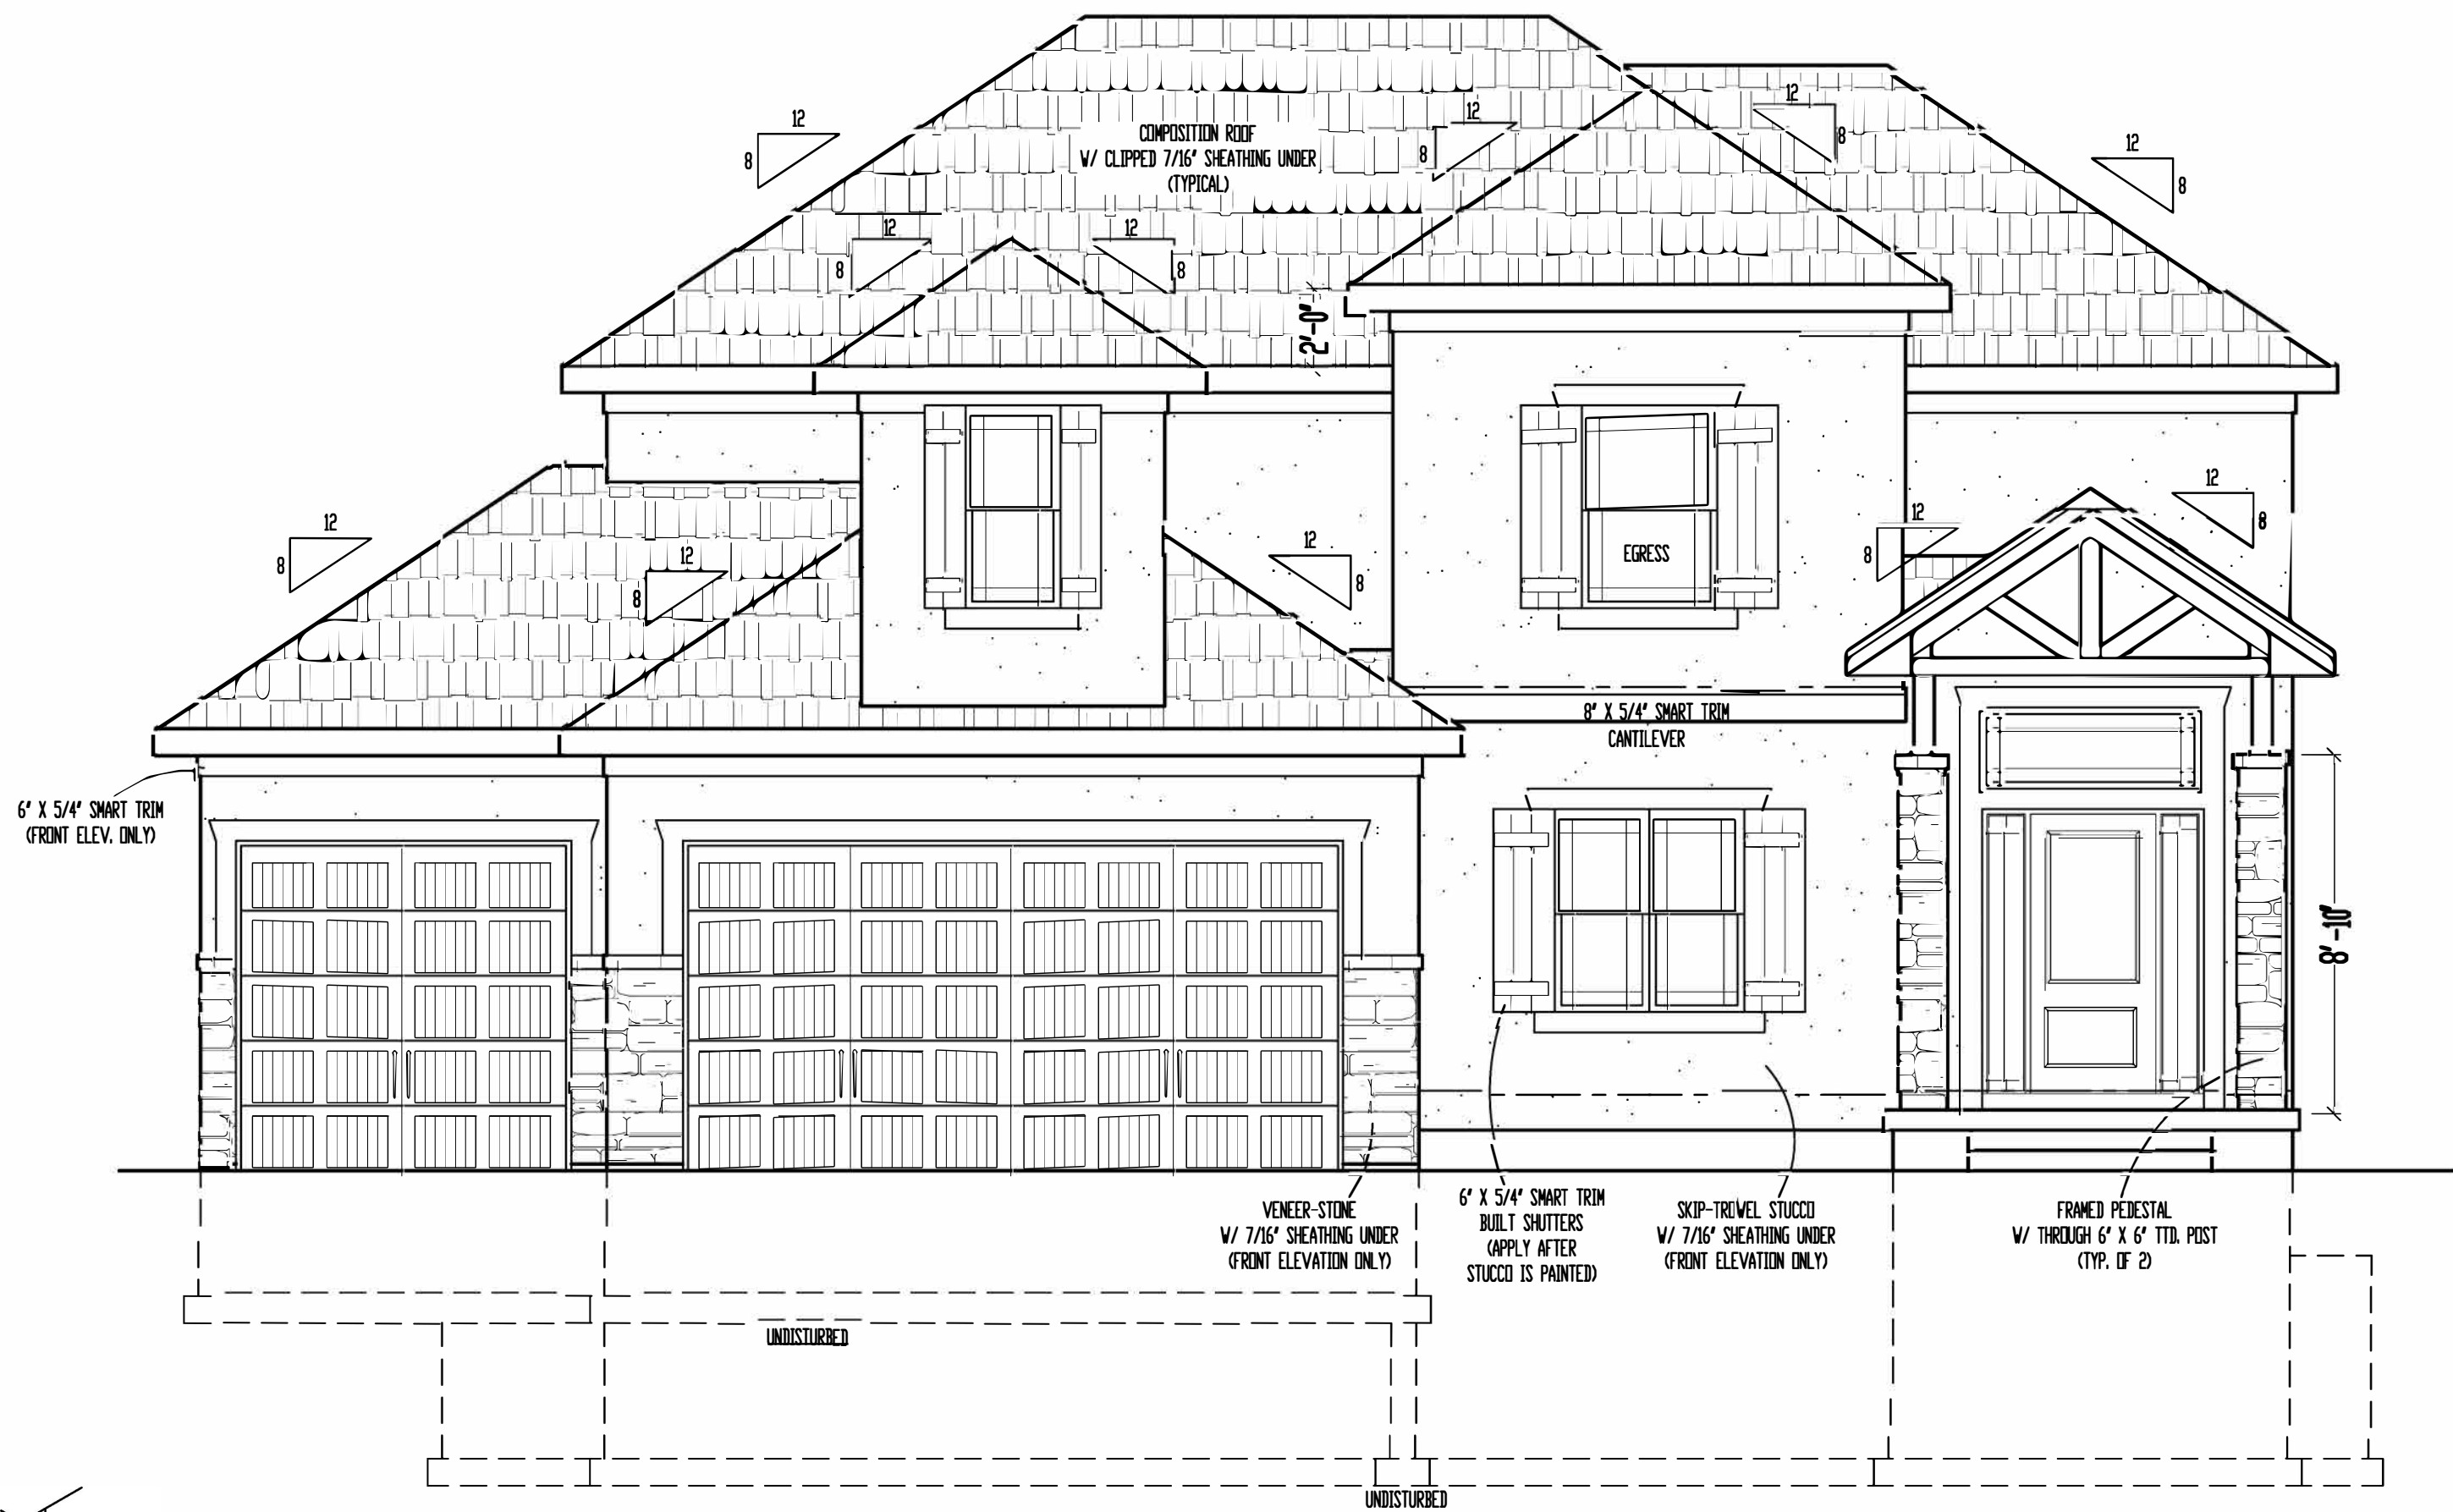 12
8
COMPOSITION ROOF
W/ CLIPPED 7/16" SHEATHING UNDER
(TYPICAL)
12
8
12
8
12
8
12
8
12
8
2'-0"
12
8
12
8
12
8
12
8
12
8
EGRESS
8" X 5/4" SMART TRIM
CANTILEVER
6" X 5/4" SMART TRIM
(FRONT ELEV. ONLY)
8'-10"
VENEER-STONE
W/ 7/16" SHEATHING UNDER
(FRONT ELEVATION ONLY)
6" X 5/4" SMART TRIM
BUILT SHUTTERS
(APPLY AFTER
STUCCO IS PAINTED)
SKIP-TROWEL STUCCO
W/ 7/16" SHEATHING UNDER
(FRONT ELEVATION ONLY)
FRAMED PEDESTAL
W/ THROUGH 6" X 6" TTD. POST
(TYP. OF 2)
UNDISTURBED
UNDISTURBED